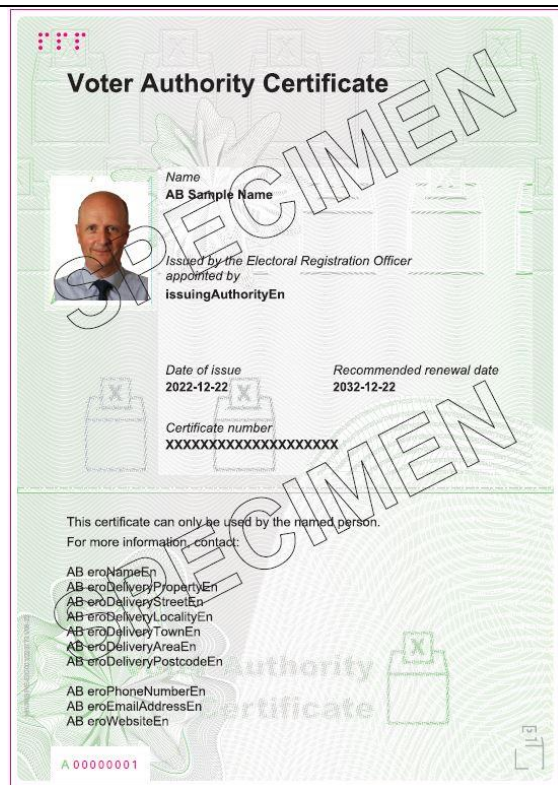 Voter Authority Certificate
Name
AB Sample Name
Issued by the Electoral Registration Officer
appointed by
issuingAuthorityEn
Date of issue
2022-12-22
Recommended renewal date
2032-12-22
Certificate number
XXXXXXXXXXXXXXXXXXXX
SPECIMEN
This certificate can only be used by the named person.
For more information, contact:
AB eroNameEn
AB eroDeliveryPropertyEn
AB eroDeliveryStreetEn
AB eroDeliveryLocalityEn
AB eroDeliveryTownEn
AB eroDeliveryAreaEn
AB eroDeliveryPostcodeEn
AB eroPhoneNumberEn
AB eroEmailAddressEn
AB eroWebsiteEn
SPECIMEN
Voter Authority
Certificate
A 00000001